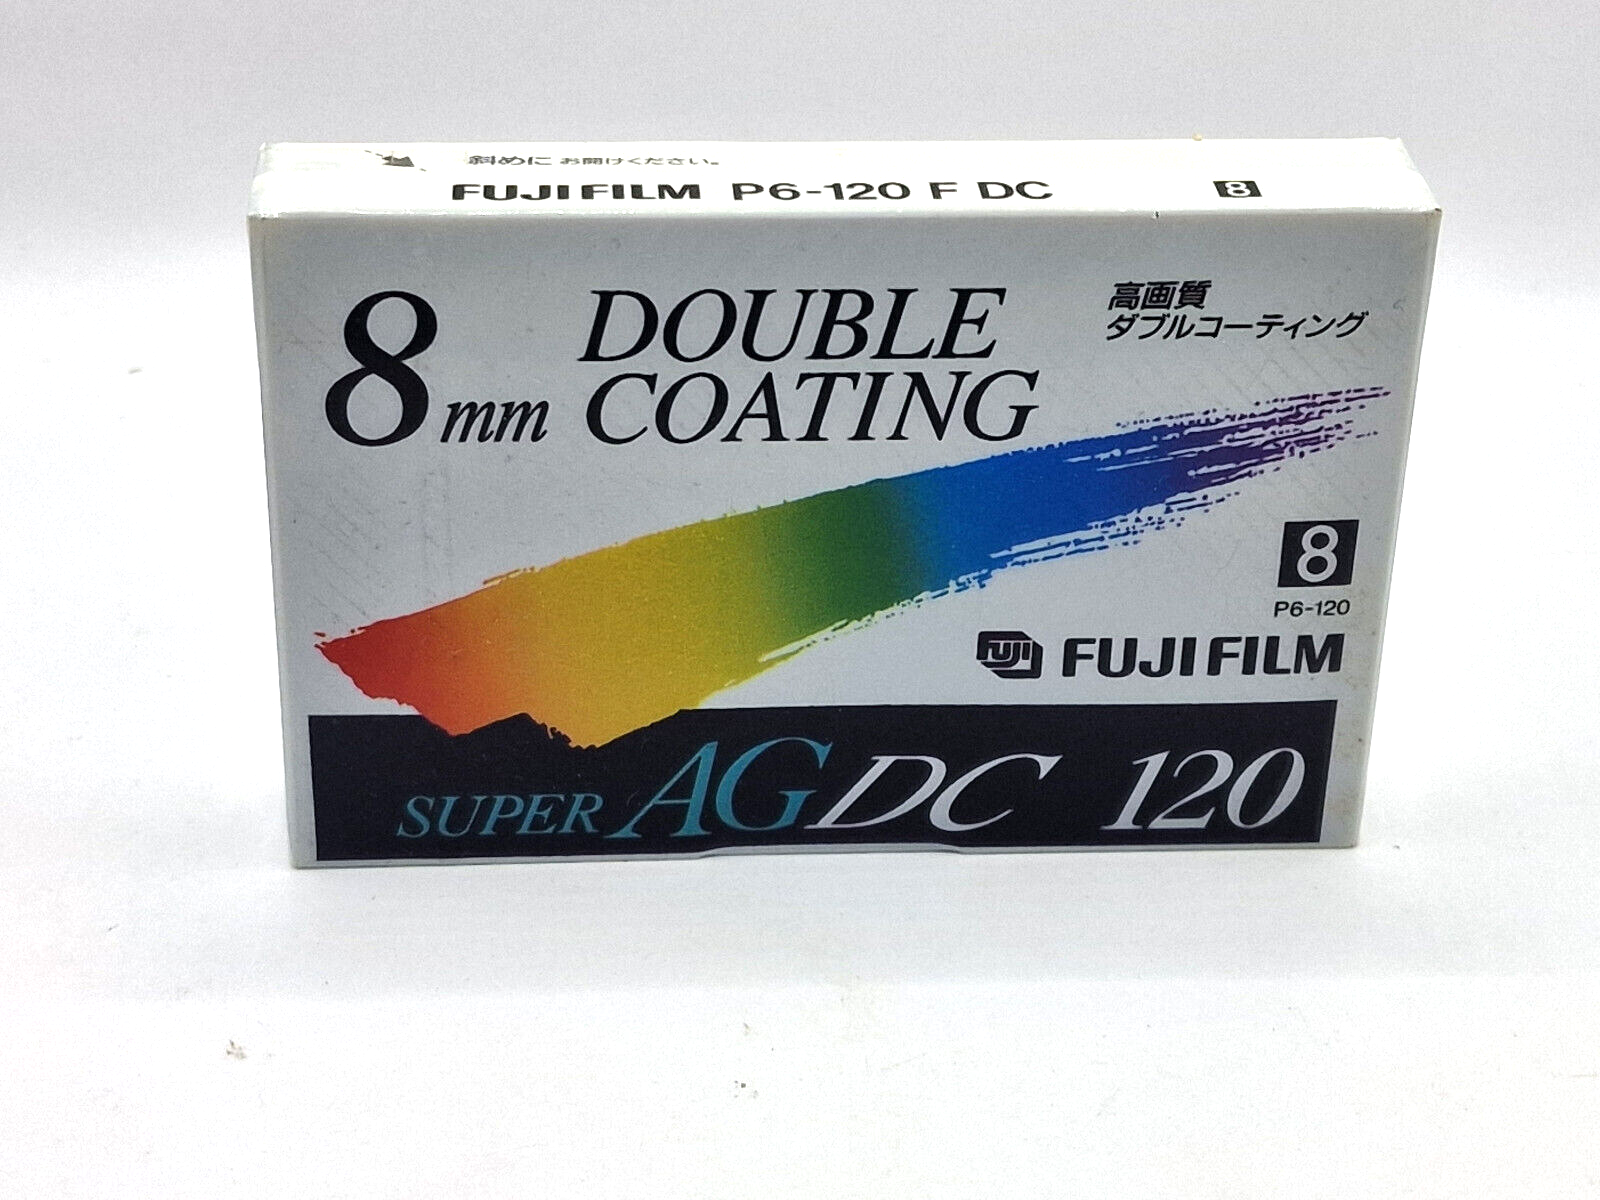 斜めに お開けください。
FUJIFILM P6-120 F DC 8
8mm DOUBLE COATING
高画質
ダブルコーティング
8
P6-120
FUJI FUJIFILM
SUPER AG DC 120